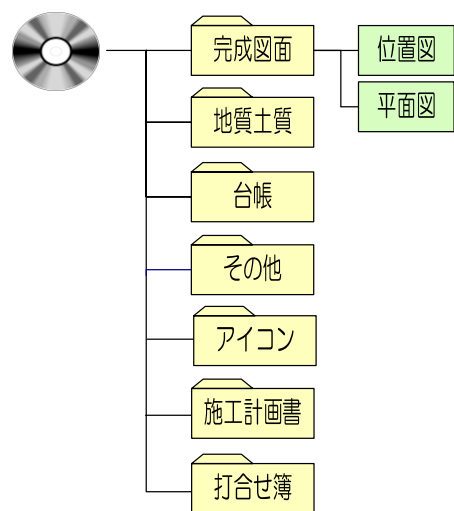 完成図面
位置図
平面図
地質土質
台帳
その他
アイコン
施工計画書
打合せ簿